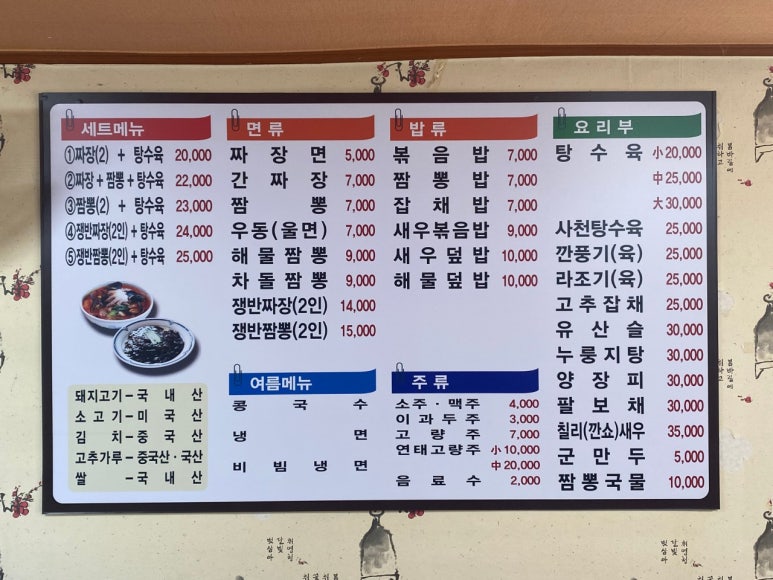 세트메뉴
①짜장(2) + 탕수육 20,000
②짜장 + 짬뽕 + 탕수육 22,000
③짬뽕(2) + 탕수육 23,000
④쟁반짜장(2인) + 탕수육 24,000
⑤쟁반짬뽕(2인) + 탕수육 25,000
돼지고기 - 국내산
소고기 - 미국산
김치 - 중국산
고추가루 - 중국산 · 국산
쌀 - 국내산
면류
짜장면 5,000
간짜장 7,000
짬뽕 7,000
우동(울면) 7,000
해물짬뽕 9,000
차돌짬뽕 9,000
쟁반짜장(2인) 14,000
쟁반짬뽕(2인) 15,000
여름메뉴
콩국수
냉면
비빔냉면
밥류
볶음밥 7,000
짬뽕밥 7,000
잡채밥 7,000
새우볶음밥 9,000
새우덮밥 10,000
해물덮밥 10,000
주류
소주 · 맥주 4,000
이과두주 3,000
고량주 7,000
연태고량주 小 10,000
中 20,000
음료수 2,000
요리부
탕수육 小 20,000
中 25,000
大 30,000
사천탕수육 25,000
깐풍기(육) 25,000
라조기(육) 25,000
고추잡채 25,000
유산슬 30,000
누룽지탕 30,000
양장피 30,000
팔보채 30,000
칠리(깐쇼)새우 35,000
군만두 5,000
짬뽕국물 10,000